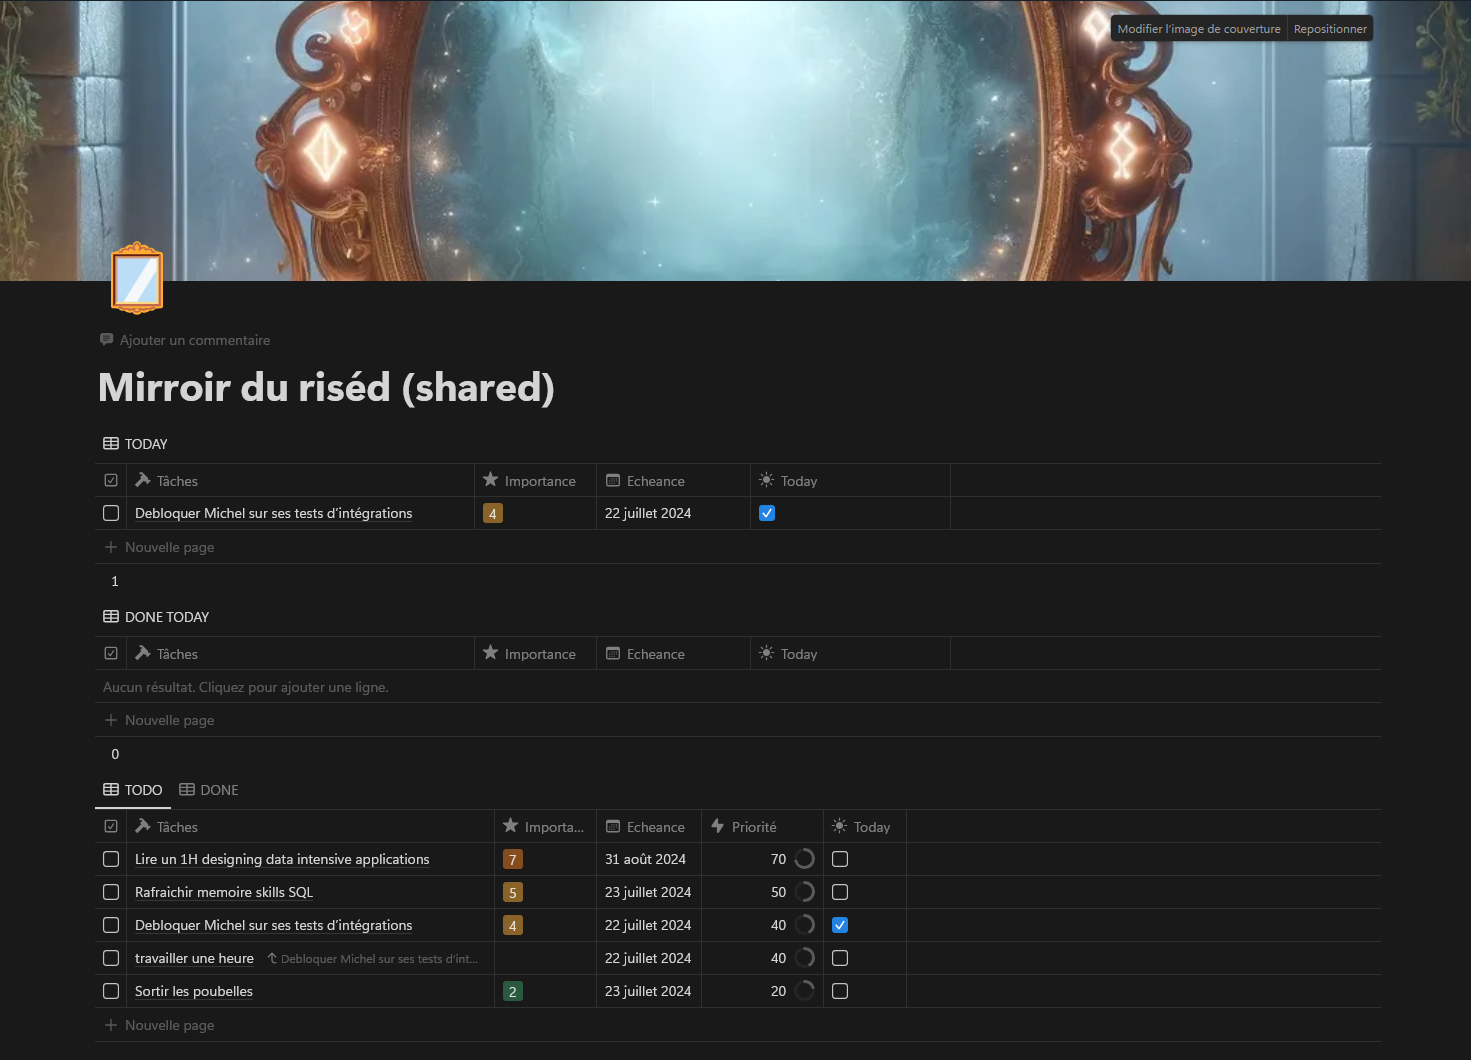 Modifier l'image de couverture Repositionner
Ajouter un commentaire
Mirroir du riséd (shared)
TODAY
Tâches Importance Echeance Today
Debloquer Michel sur ses tests d'intégrations 4 22 juillet 2024
Nouvelle page
1
DONE TODAY
Tâches Importance Echeance Today
Aucun résultat. Cliquez pour ajouter une ligne.
Nouvelle page
0
TODO DONE
Tâches Importa... Echeance Priorité Today
Lire un 1H designing data intensive applications 7 31 août 2024 70
Rafraichir memoire skills SQL 5 23 juillet 2024 50
Debloquer Michel sur ses tests d'intégrations 4 22 juillet 2024 40
travailler une heure Debloquer Michel sur ses tests d'int... 22 juillet 2024 40
Sortir les poubelles 2 23 juillet 2024 20
Nouvelle page